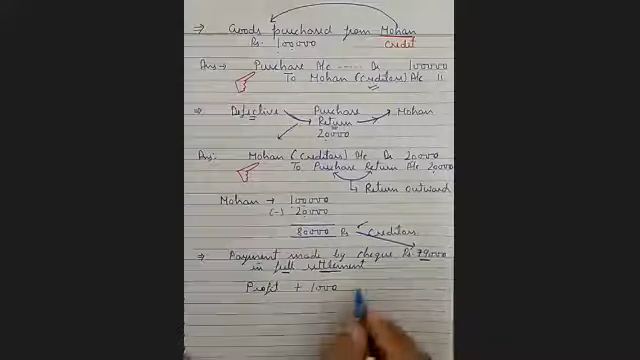 ⇒ Goods purchased from Mohan
Rs. 100000 credit
Ans → Purchase A/c ...... Dr 100000
To Mohan (creditors) A/c 11
⇒ Defective Purchase Return → Mohan
20000
Ans: Mohan (creditors) A/c Dr 20000
To Purchase Return A/c 20000
Return outward
Mohan → 100000
(-) 20000
80000 Rs creditors
⇒ Payment made by cheque Rs. 79000
in full settlement
Profit + 1000